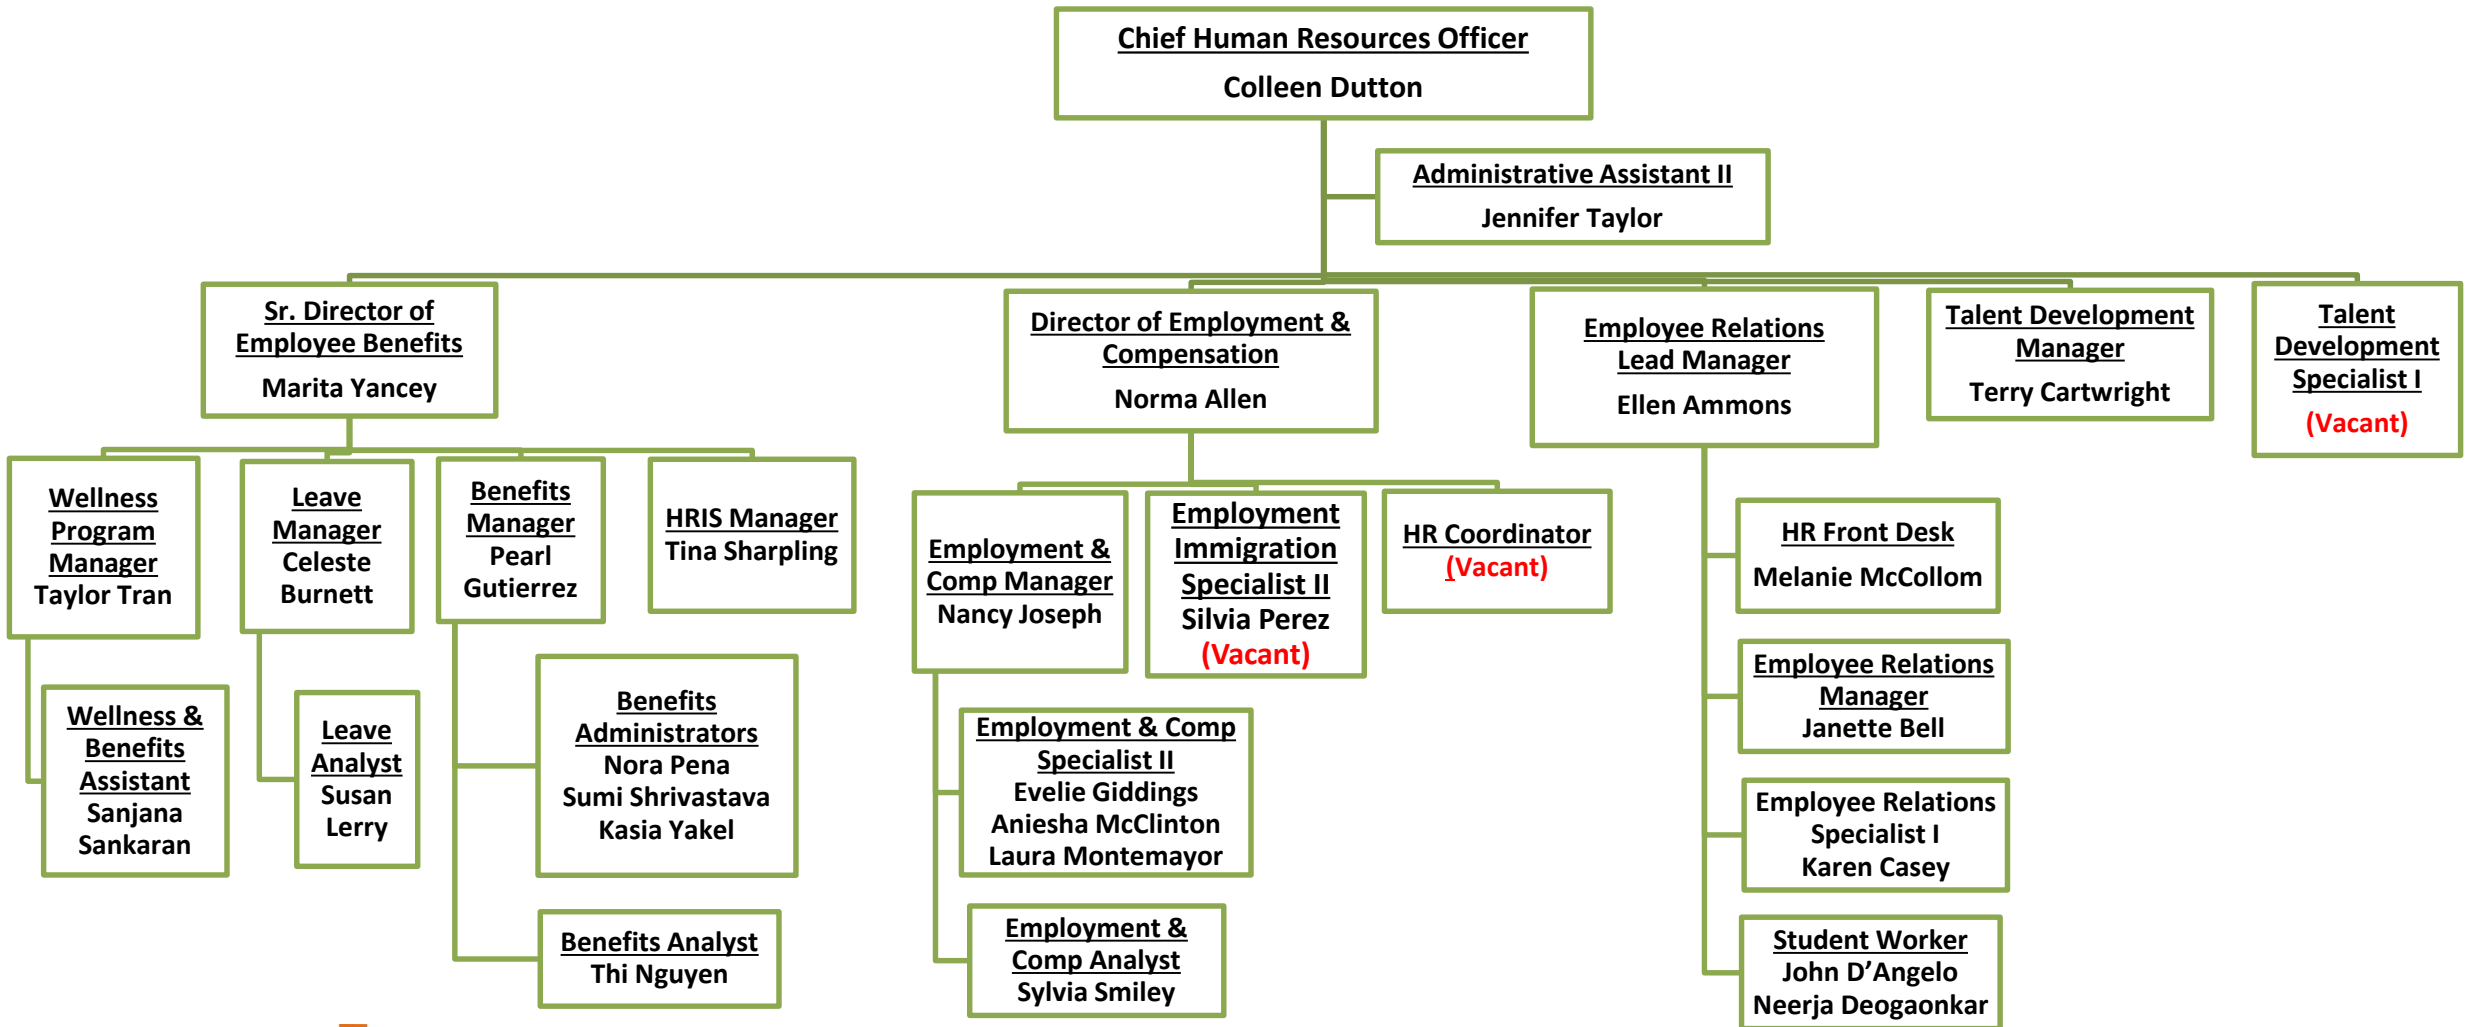 Chief Human Resources Officer
Colleen Dutton
Administrative Assistant II
Jennifer Taylor
Sr. Director of
Employee Benefits
Marita Yancey
Director of Employment &
Compensation
Norma Allen
Employee Relations
Lead Manager
Ellen Ammons
Talent Development
Manager
Terry Cartwright
Talent
Development
Specialist I
(Vacant)
Wellness
Program
Manager
Taylor Tran
Leave
Manager
Celeste
Burnett
Benefits
Manager
Pearl
Gutierrez
HRIS Manager
Tina Sharpling
Employment &
Comp Manager
Nancy Joseph
Employment
Immigration
Specialist II
Silvia Perez
(Vacant)
HR Coordinator
(Vacant)
HR Front Desk
Melanie McCollom
Employee Relations
Manager
Janette Bell
Wellness &
Benefits
Assistant
Sanjana
Sankaran
Leave
Analyst
Susan
Lerry
Benefits
Administrators
Nora Pena
Sumi Shrivastava
Kasia Yakel
Employment & Comp
Specialist II
Evelie Giddings
Aniesha McClinton
Laura Montemayor
Employee Relations
Specialist I
Karen Casey
Benefits Analyst
Thi Nguyen
Employment &
Comp Analyst
Sylvia Smiley
Student Worker
John D’Angelo
Neerja Deogaonkar